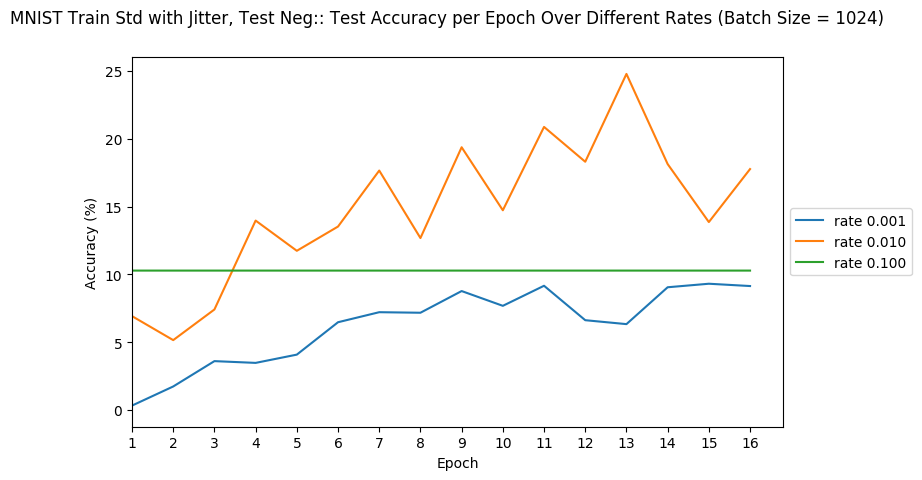 MNIST Train Std with Jitter, Test Neg:: Test Accuracy per Epoch Over Different Rates (Batch Size = 1024)
25
20
15
10
5
0
Accuracy (%)
1 2 3 4 5 6 7 8 9 10 11 12 13 14 15 16
Epoch
rate 0.001
rate 0.010
rate 0.100